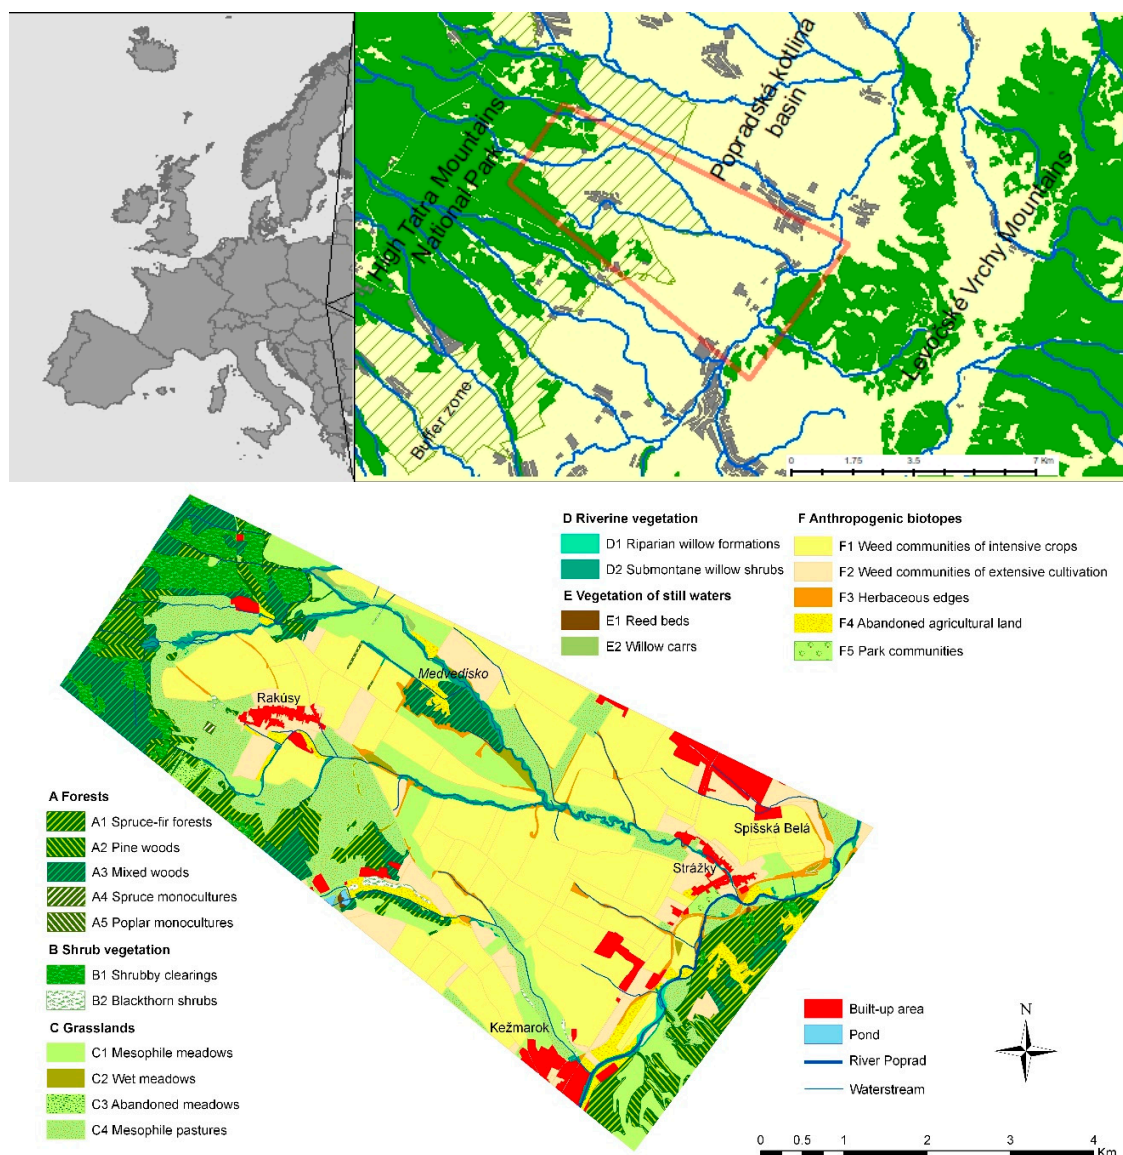 High Tatra Mountains
National Park
Popradská kotlina
basin
Levočské Vrchy Mountains
Buffer zone
0 1.75 3.5 7 Km
D Riverine vegetation
D1 Riparian willow formations
D2 Submontane willow shrubs
E Vegetation of still waters
E1 Reed beds
E2 Willow carrs
F Anthropogenic biotopes
F1 Weed communities of intensive crops
F2 Weed communities of extensive cultivation
F3 Herbaceous edges
F4 Abandoned agricultural land
F5 Park communities
Medvedisko
Rakúsy
Spišská Belá
Strážky
Kežmarok
A Forests
A1 Spruce-fir forests
A2 Pine woods
A3 Mixed woods
A4 Spruce monocultures
A5 Poplar monocultures
B Shrub vegetation
B1 Shrubby clearings
B2 Blackthorn shrubs
C Grasslands
C1 Mesophile meadows
C2 Wet meadows
C3 Abandoned meadows
C4 Mesophile pastures
Built-up area
Pond
River Poprad
Waterstream
N
0 0.5 1 2 3 4
Km